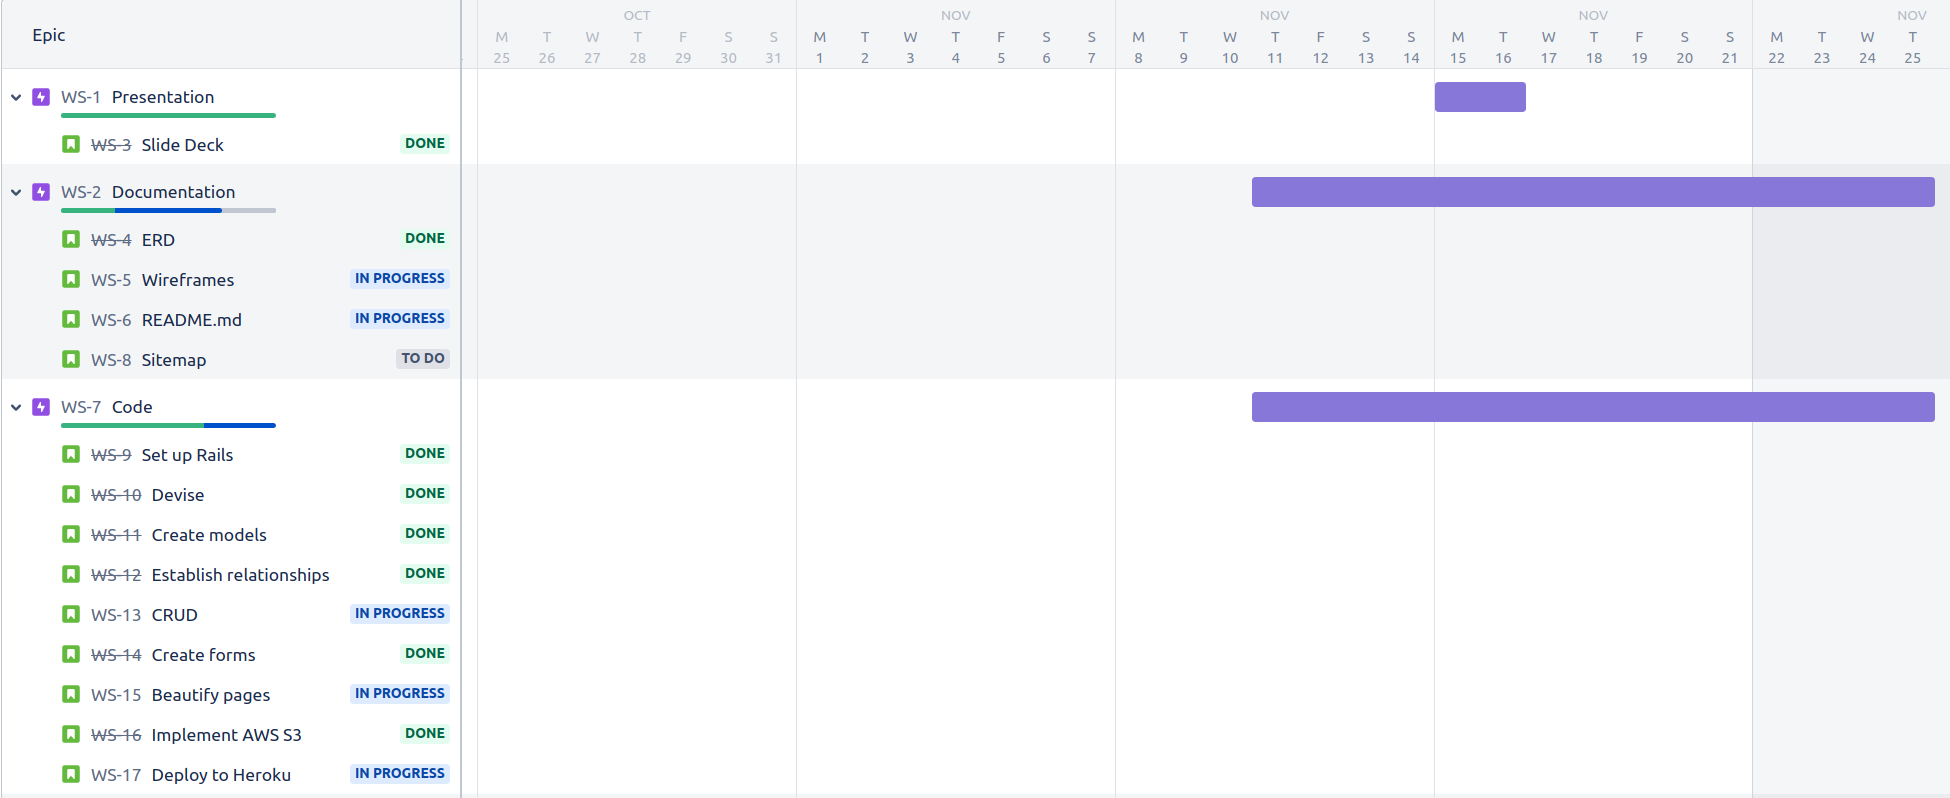 OCT NOV NOV NOV NOV
Epic
M T W T F S S M T W T F S S M T W T F S S M T W T F S S M T W T
25 26 27 28 29 30 31 1 2 3 4 5 6 7 8 9 10 11 12 13 14 15 16 17 18 19 20 21 22 23 24 25
WS-1 Presentation
WS-3 Slide Deck DONE
WS-2 Documentation
WS-4 ERD DONE
WS-5 Wireframes IN PROGRESS
WS-6 README.md IN PROGRESS
WS-8 Sitemap TO DO
WS-7 Code
WS-9 Set up Rails DONE
WS-10 Devise DONE
WS-11 Create models DONE
WS-12 Establish relationships DONE
WS-13 CRUD IN PROGRESS
WS-14 Create forms DONE
WS-15 Beautify pages IN PROGRESS
WS-16 Implement AWS S3 DONE
WS-17 Deploy to Heroku IN PROGRESS